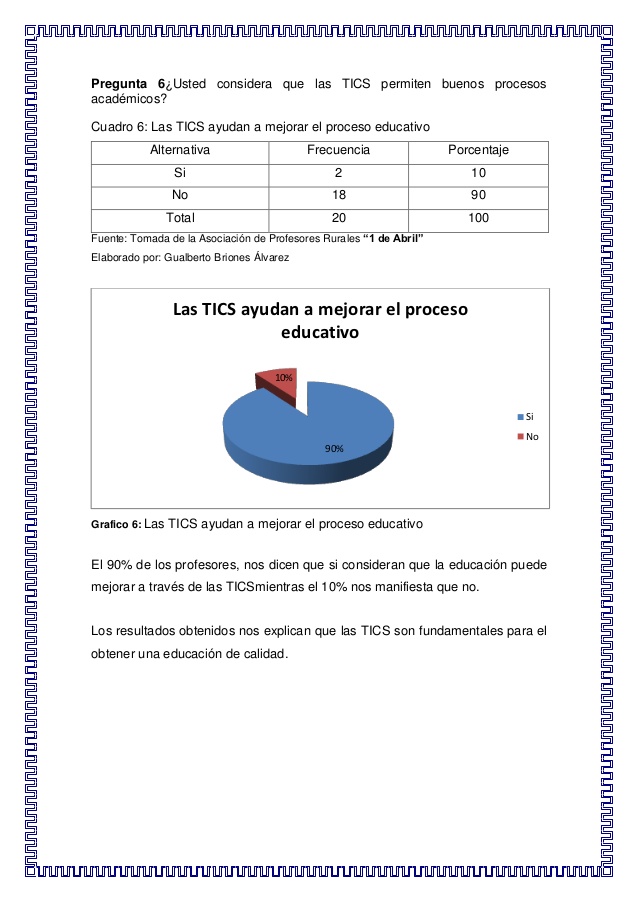 Pregunta 6¿Usted considera que las TICS permiten buenos procesos
académicos?
Cuadro 6: Las TICS ayudan a mejorar el proceso educativo
Alternativa Frecuencia Porcentaje
Si 2 10
No 18 90
Total 20 100
Fuente: Tomada de la Asociación de Profesores Rurales “1 de Abril”
Elaborado por: Gualberto Briones Álvarez
Las TICS ayudan a mejorar el proceso
educativo
10%
90%
Si
No
Grafico 6: Las TICS ayudan a mejorar el proceso educativo
El 90% de los profesores, nos dicen que si consideran que la educación puede
mejorar a través de las TICSmientras el 10% nos manifiesta que no.
Los resultados obtenidos nos explican que las TICS son fundamentales para el
obtener una educación de calidad.